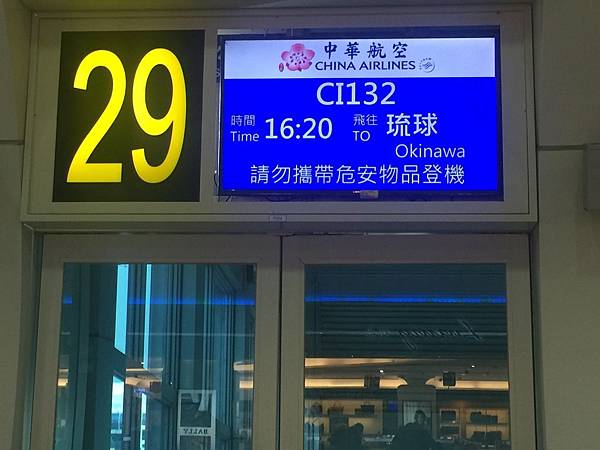 29
中華航空
CHINA AIRLINES
CI132
時間 飛往 琉球
Time 16:20 TO Okinawa
請勿攜帶危安物品登機
BALLY